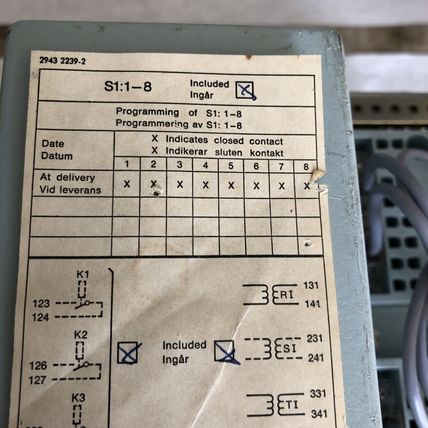 2943 2239-2
S1:1-8 Included
Ingår
Programming of S1: 1-8
Programmering av S1: 1-8
Date X Indicates closed contact
Datum X Indikerar sluten kontakt
1 2 3 4 5 6 7 8
At delivery X X X X X X X X
Vid leverans
K1
123
124
131
RI
141
K2
126
127
Included
Ingår
231
SI
241
K3
331
TI
341